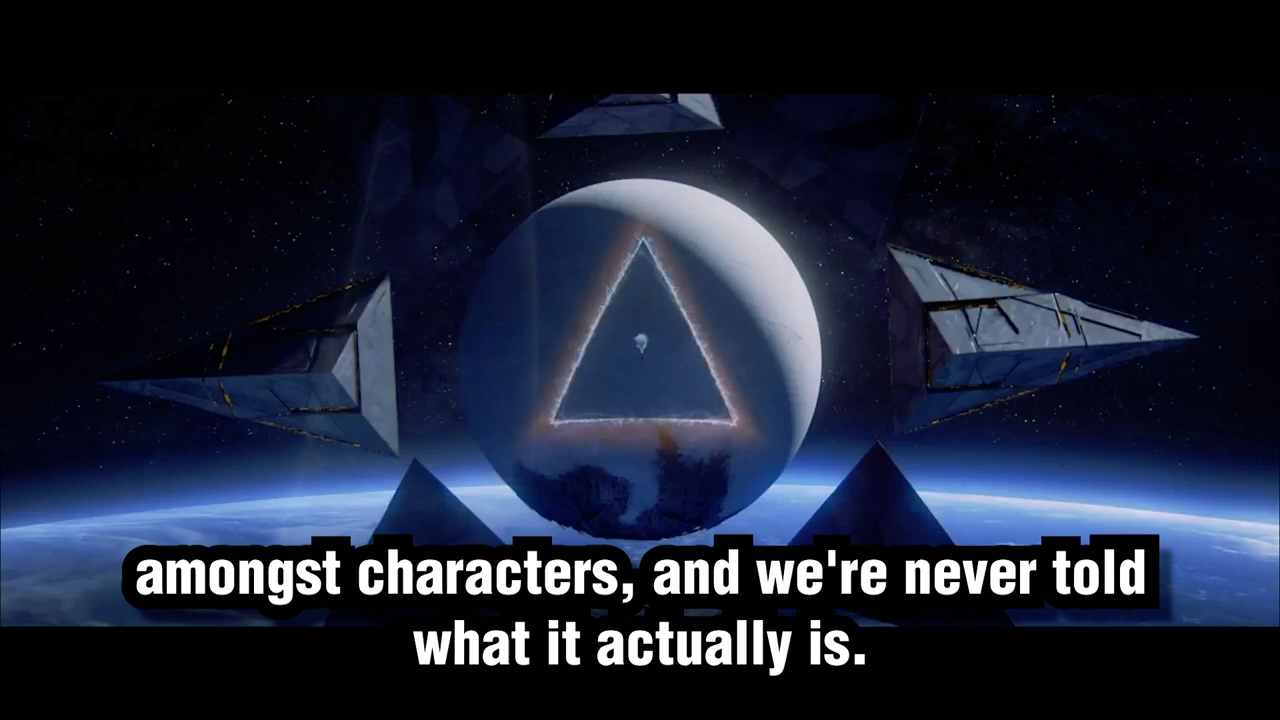 amongst characters, and we're never told
what it actually is.